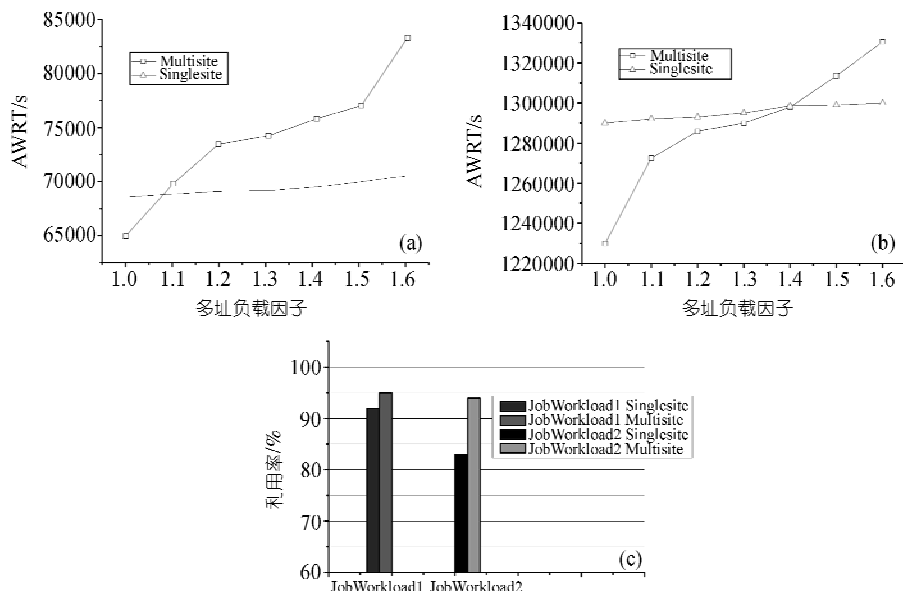 85000
80000
75000
70000
65000
AWRT/s
Multisite
Singlesite
(a)
1.0 1.1 1.2 1.3 1.4 1.5 1.6
多址负载因子
1340000
1320000
1300000
1280000
1260000
1240000
1220000
AWRT/s
Multisite
Singlesite
(b)
1.0 1.1 1.2 1.3 1.4 1.5 1.6
多址负载因子
100
90
80
70
60
利用率/%
JobWorkload1 Singlesite
JobWorkload1 Multisite
JobWorkload2 Singlesite
JobWorkload2 Multisite
(c)
JobWorkload1 JobWorkload2